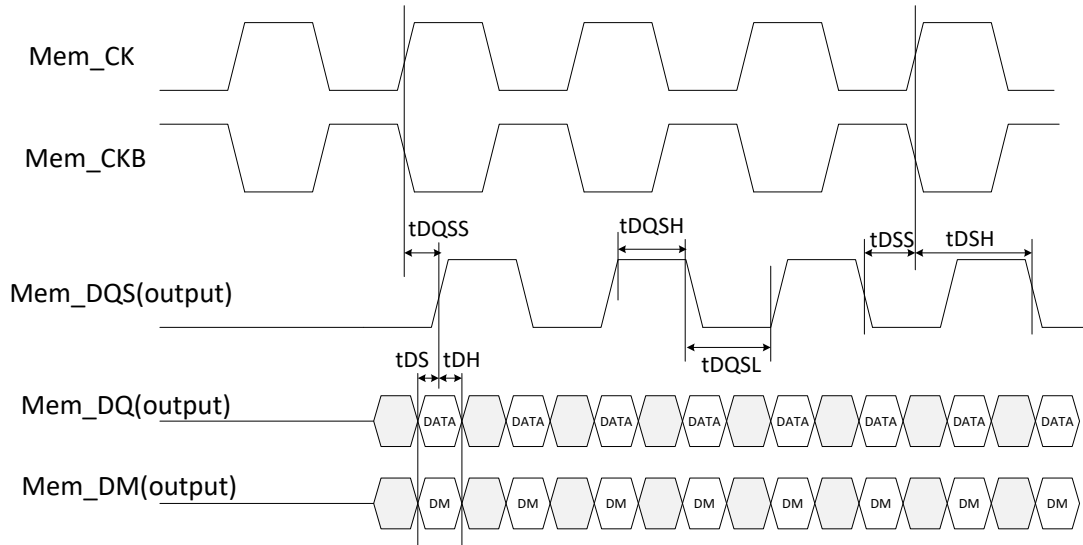 Mem_CK
Mem_CKB
tDQSS
tDQSH
tDSS
tDSH
Mem_DQS(output)
tDS
tDH
tDQSL
Mem_DQ(output)
DATA DATA DATA DATA DATA DATA DATA DATA
Mem_DM(output)
DM DM DM DM DM DM DM DM